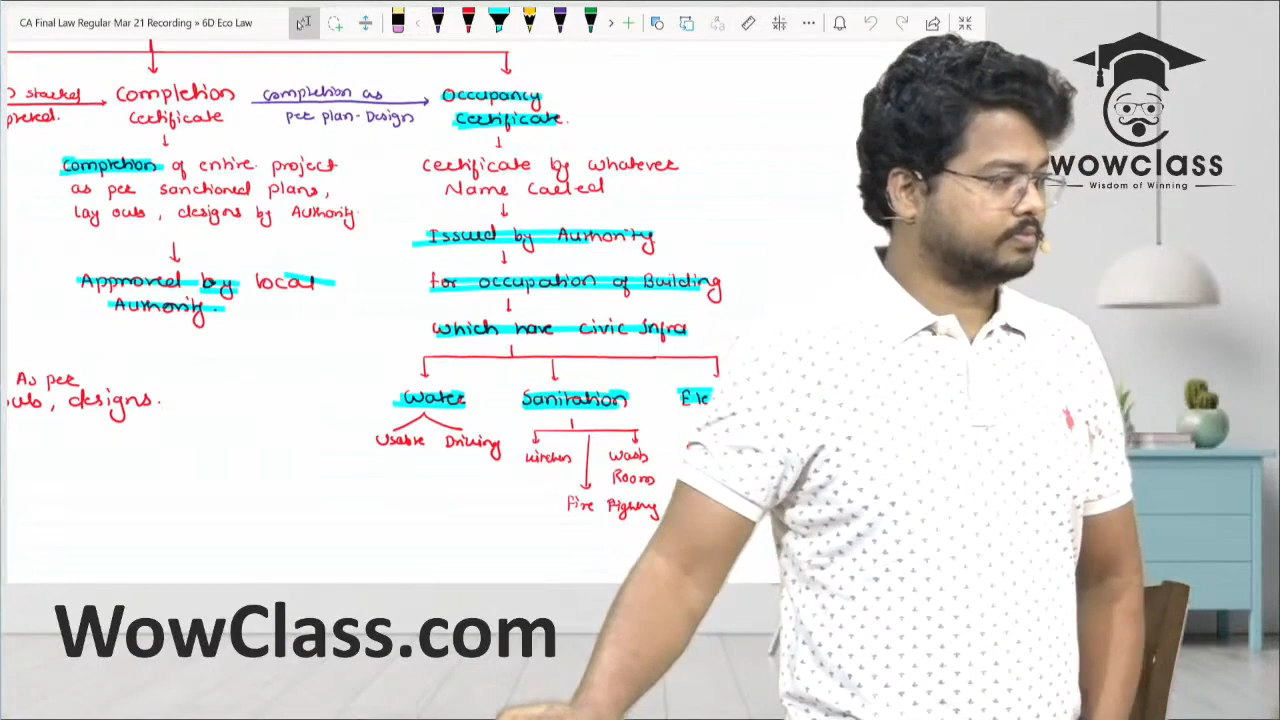 CA Final Law Regular Mar 21 Recording » 6D Eco Law
Completion
Certificate
completion as
per plan-Design
Occupancy
Certificate.
completion of entire project
as per sanctioned plans,
lay outs, designs by Authority.
Approved by local
Authority.
Certificate by whatever
Name Called
Issued by Authority
for occupation of Building
which have civic Infra
As per
designs.
Water
Sanitation
Ele
Usable Drinking
kitchen
Wash
Room
Fire Fighting
wowclass
Wisdom of Winning
WowClass.com